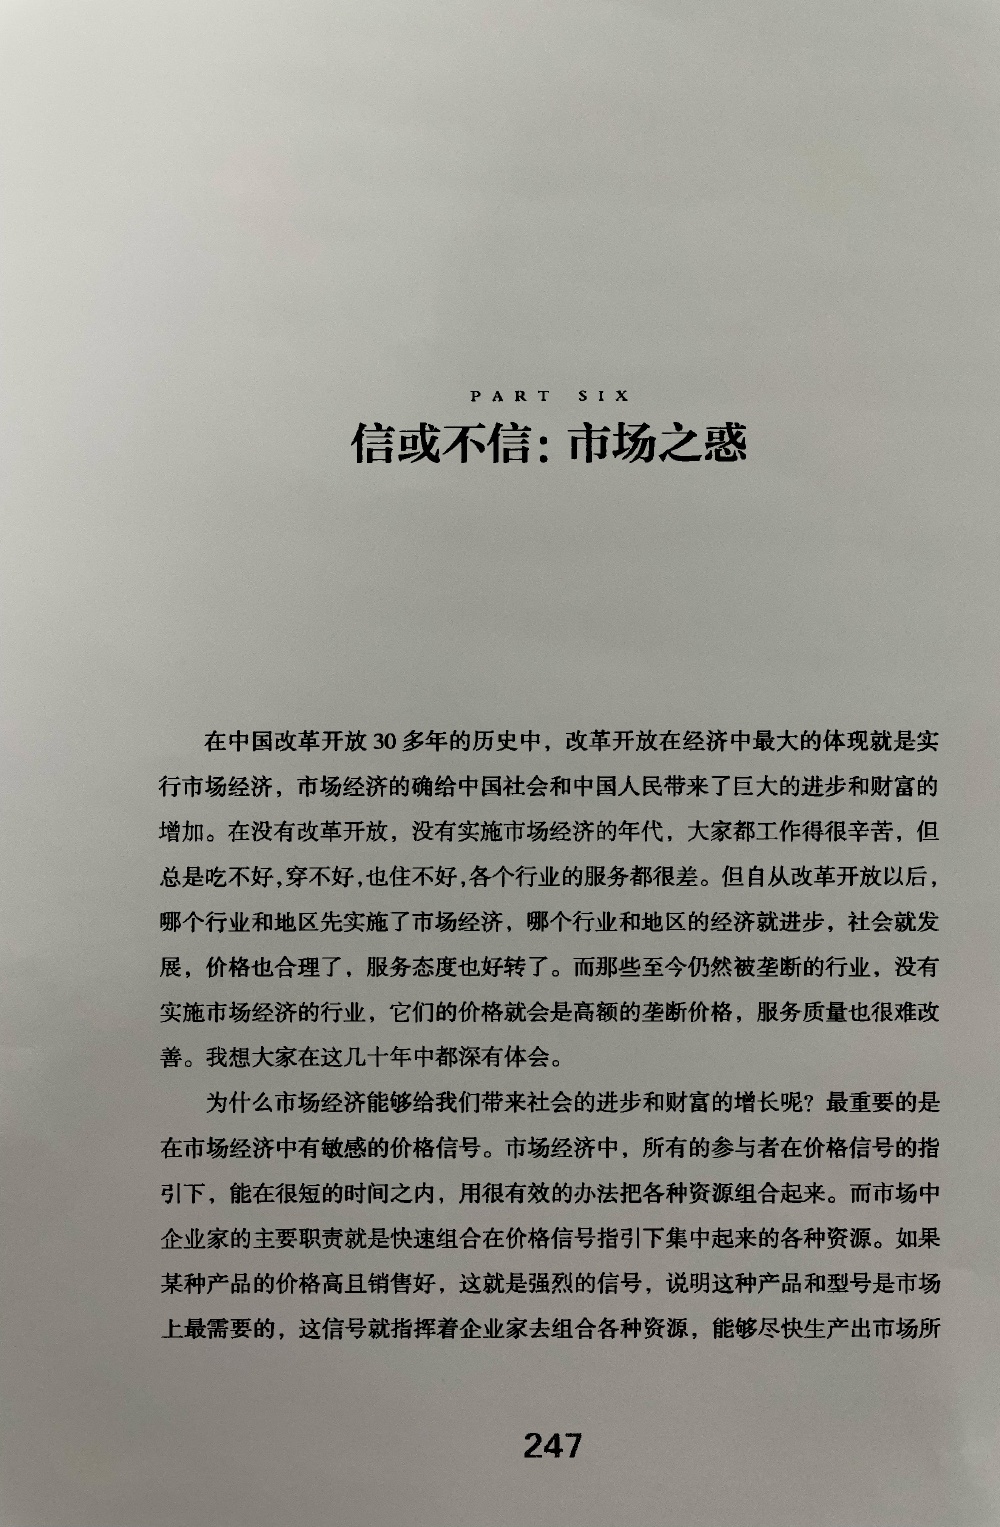 PART SIX
信或不信：市场之惑
在中国改革开放30多年的历史中，改革开放在经济中最大的体现就是实
行市场经济，市场经济的确给中国社会和中国人民带来了巨大的进步和财富的
增加。在没有改革开放，没有实施市场经济的年代，大家都工作得很辛苦，但
总是吃不好，穿不好，也住不好，各个行业的服务都很差。但自从改革开放以后，
哪个行业和地区先实施了市场经济，哪个行业和地区的经济就进步，社会就发
展，价格也合理了，服务态度也好转了。而那些至今仍然被垄断的行业，没有
实施市场经济的行业，它们的价格就会是高额的垄断价格，服务质量也很难改
善。我想大家在这几十年中都深有体会。
为什么市场经济能够给我们带来社会的进步和财富的增长呢？最重要的是
在市场经济中有敏感的价格信号。市场经济中，所有的参与者在价格信号的指
引下，能在很短的时间之内，用很有效的办法把各种资源组合起来。而市场中
企业家的主要职责就是快速组合在价格信号指引下集中起来的各种资源。如果
某种产品的价格高且销售好，这就是强烈的信号，说明这种产品和型号是市场
上最需要的，这信号就指挥着企业家去组合各种资源，能够尽快生产出市场所
247